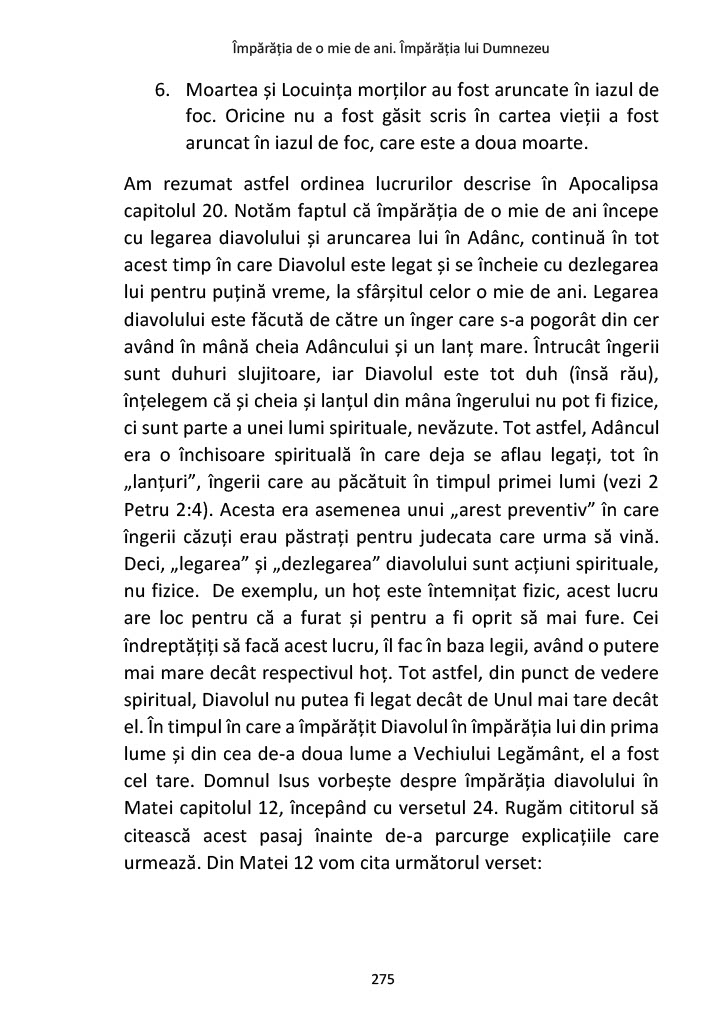 Împărăția de o mie de ani. Împărăția lui Dumnezeu
6. Moartea și Locuința morților au fost aruncate în iazul de
foc. Oricine nu a fost găsit scris în cartea vieții a fost
aruncat în iazul de foc, care este a doua moarte.
Am rezumat astfel ordinea lucrurilor descrise în Apocalipsa
capitolul 20. Notăm faptul că împărăția de o mie de ani începe
cu legarea diavolului și aruncarea lui în Adânc, continuă în tot
acest timp în care Diavolul este legat și se încheie cu dezlegarea
lui pentru puțină vreme, la sfârșitul celor o mie de ani. Legarea
diavolului este făcută de către un înger care s-a pogorât din cer
având în mână cheia Adâncului și un lanț mare. Întrucât îngerii
sunt duhuri slujitoare, iar Diavolul este tot duh (însă rău),
înțelegem că și cheia și lanțul din mâna îngerului nu pot fi fizice,
ci sunt parte a unei lumi spirituale, nevăzute. Tot astfel, Adâncul
era o închisoare spirituală în care deja se aflau legați, tot în
„lanțuri”, îngerii care au păcătuit în timpul primei lumi (vezi 2
Petru 2:4). Acesta era asemenea unui „arest preventiv” în care
îngerii căzuți erau păstrați pentru judecata care urma să vină.
Deci, „legarea” și „dezlegarea” diavolului sunt acțiuni spirituale,
nu fizice.  De exemplu, un hoț este întemnițat fizic, acest lucru
are loc pentru că a furat și pentru a fi oprit să mai fure. Cei
îndreptățiți să facă acest lucru, îl fac în baza legii, având o putere
mai mare decât respectivul hoț. Tot astfel, din punct de vedere
spiritual, Diavolul nu putea fi legat decât de Unul mai tare decât
el. În timpul în care a împărățit Diavolul în împărăția lui din prima
lume și din cea de-a doua lume a Vechiului Legământ, el a fost
cel tare. Domnul Isus vorbește despre împărăția diavolului în
Matei capitolul 12, începând cu versetul 24. Rugăm cititorul să
citească acest pasaj înainte de-a parcurge explicațiile care
urmează. Din Matei 12 vom cita următorul verset:
275